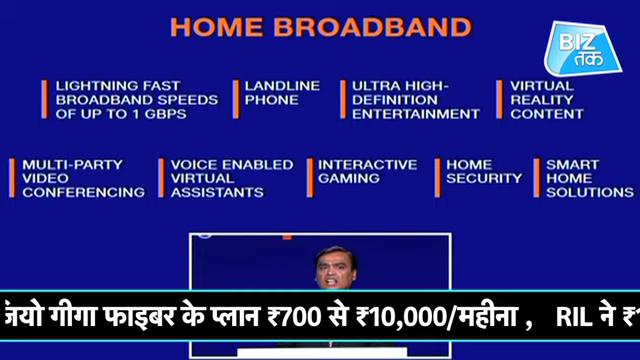 HOME BROADBAND
BIZ
तक
LIGHTNING FAST
BROADBAND SPEEDS
OF UP TO 1 GBPS
LANDLINE
PHONE
ULTRA HIGH-
DEFINITION
ENTERTAINMENT
VIRTUAL
REALITY
CONTENT
MULTI-PARTY
VIDEO
CONFERENCING
VOICE ENABLED
VIRTUAL
ASSISTANTS
INTERACTIVE
GAMING
HOME
SECURITY
SMART
HOME
SOLUTIONS
गीगा फाइबर के प्लान ₹700 से ₹10,000/महीना , RIL ने